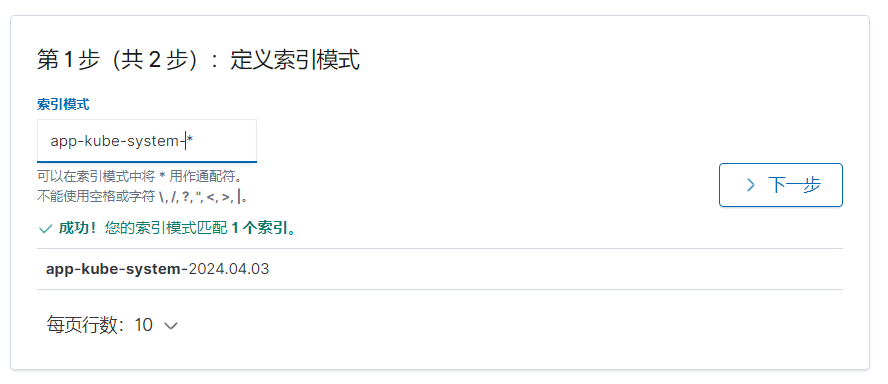 第 1 步（共 2 步）：定义索引模式
索引模式
app-kube-system-*
可以在索引模式中将 * 用作通配符。
不能使用空格或字符 \, /, ?, ", <, >, |。
下一步
成功！您的索引模式匹配 1 个索引。
app-kube-system-2024.04.03
每页行数：10